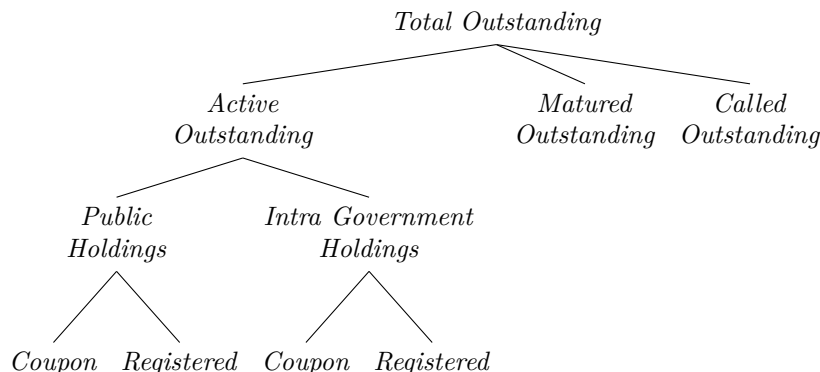 Total Outstanding
Active
Outstanding
Matured
Outstanding
Called
Outstanding
Public
Holdings
Intra Government
Holdings
Coupon
Registered
Coupon
Registered